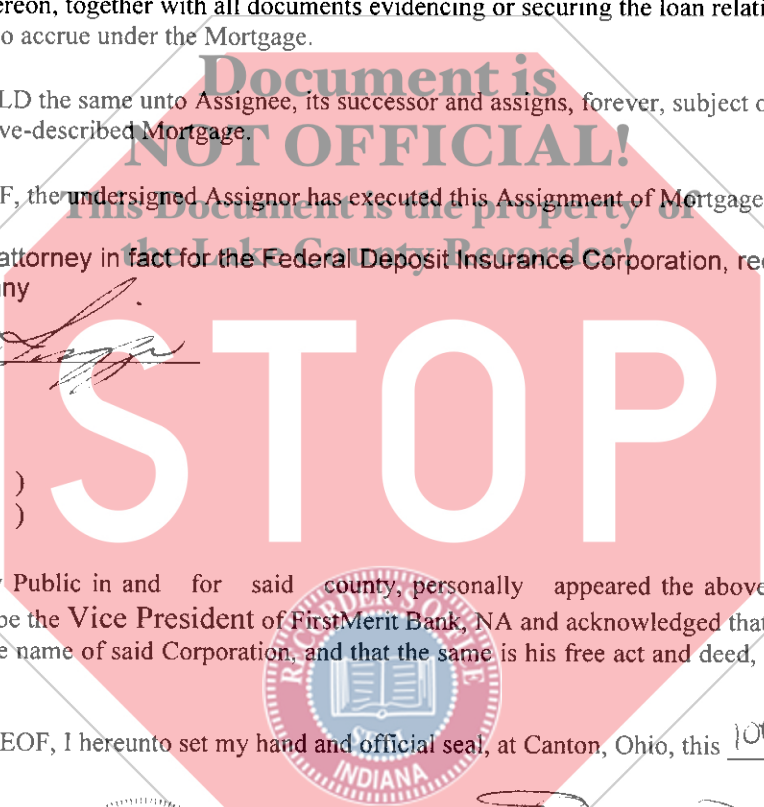 ereon, together with all documents evidencing or securing the loan relati
o accrue under the Mortgage.
Document is
LD the same unto Assignee, its successor and assigns, forever, subject o
ve-described Mortgage.
NOT OFFICIAL!
F, the undersigned Assignor has executed this Assignment of Mortgage
This Document is the property of
the Lake County Recorder!
attorney in fact for the Federal Deposit Insurance Corporation, rec
ny
STOP
)
)
Public in and for said county, personally appeared the above
be the Vice President of FirstMerit Bank, NA and acknowledged that
e name of said Corporation, and that the same is his free act and deed,
RECORDER'S OFFICE
SEAL
INDIANA
EOF, I hereunto set my hand and official seal, at Canton, Ohio, this 10th